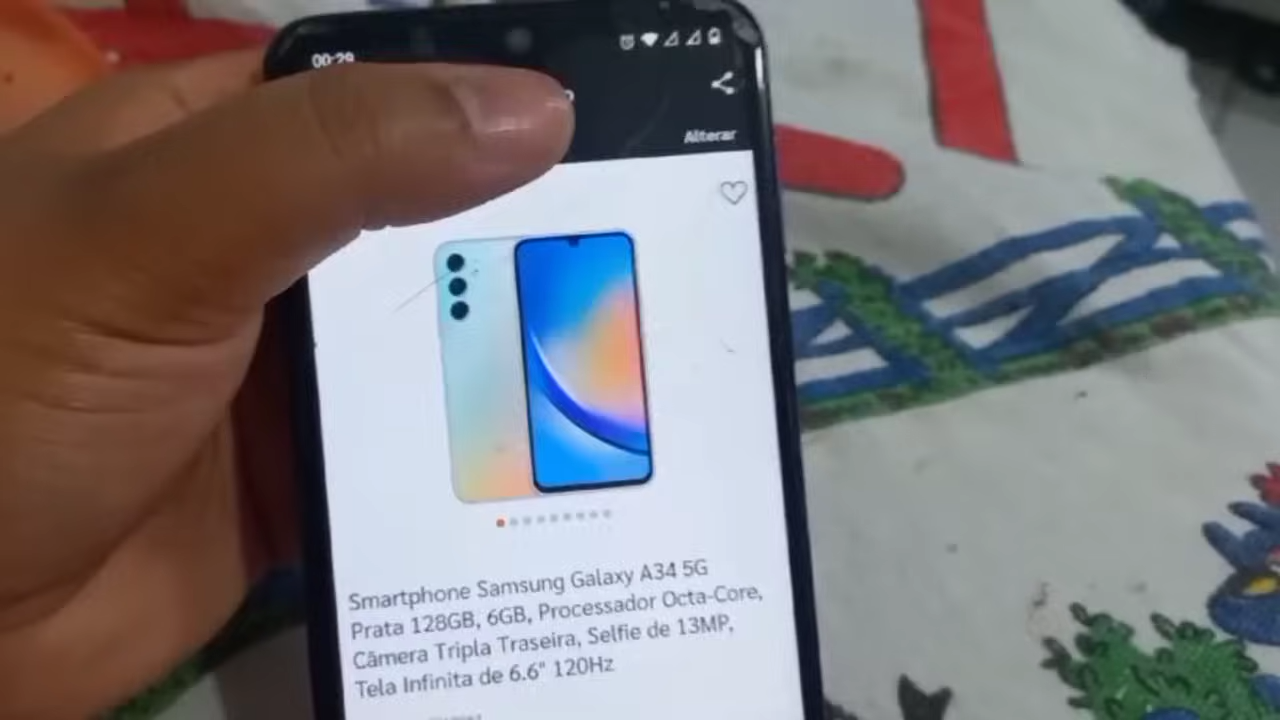 00:29
Alterar
Smartphone Samsung Galaxy A34 5G
Prata 128GB, 6GB, Processador Octa-Core,
Câmera Tripla Traseira, Selfie de 13MP,
Tela Infinita de 6.6" 120Hz